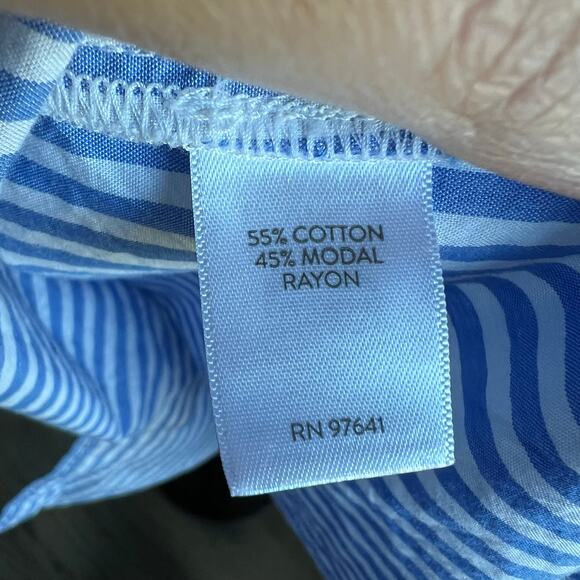 55% COTTON
45% MODAL
RAYON
RN 97641